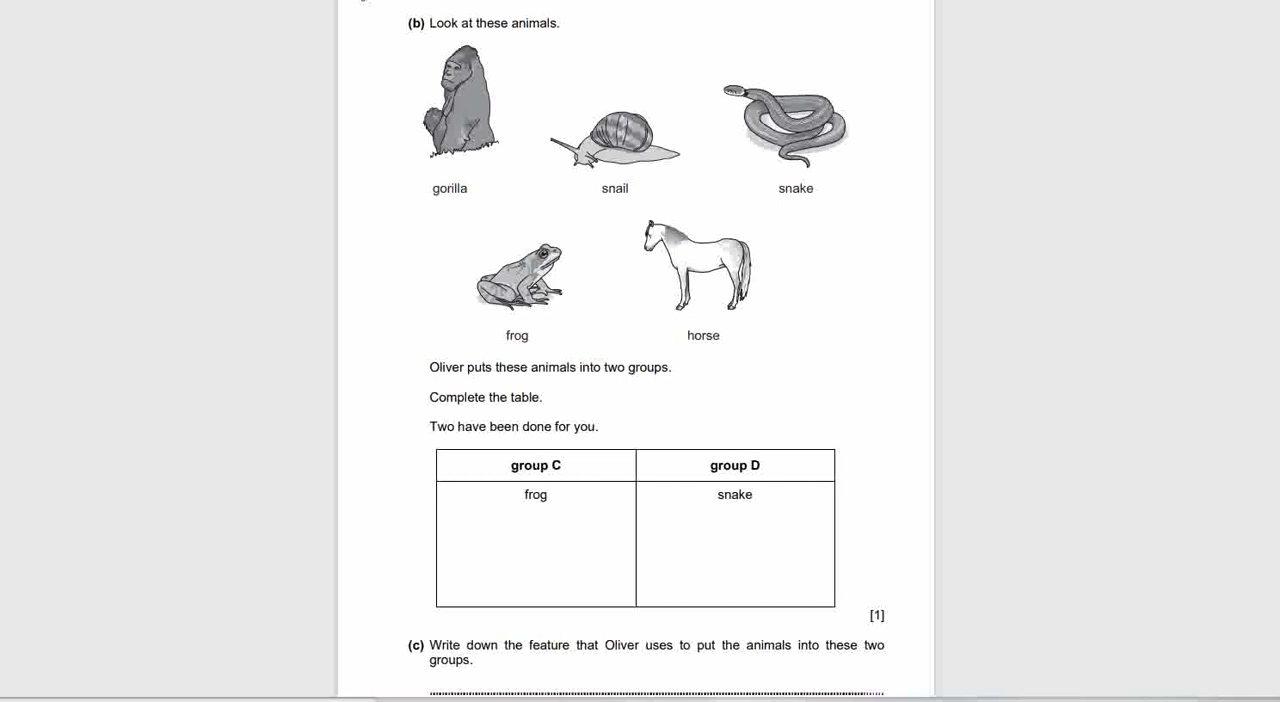 (b) Look at these animals.
gorilla
snail
snake
frog
horse
Oliver puts these animals into two groups.
Complete the table.
Two have been done for you.
group C
group D
frog
snake
[1]
(c) Write down the feature that Oliver uses to put the animals into these two
groups.